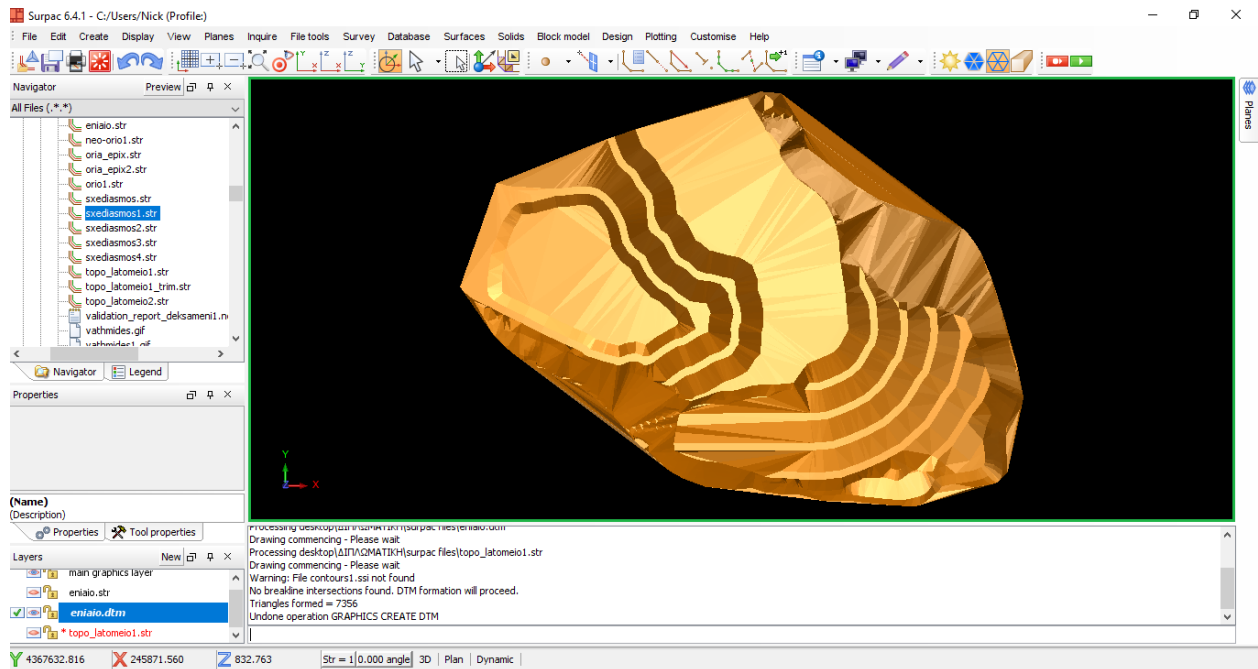 Surpac 6.4.1 - C:/Users/Nick (Profile:)
File Edit Create Display View Planes Inquire File tools Survey Database Surfaces Solids Block model Design Plotting Customise Help
Navigator Preview
All Files (.*.*)
eniaio.str
neo-orio1.str
oria_epix.str
oria_epix2.str
orio1.str
sxediasmos.str
sxediasmos1.str
sxediasmos2.str
sxediasmos3.str
sxediasmos4.str
topo_latomeio1.str
topo_latomeio1_trim.str
topo_latomeio2.str
validation_report_deksameni1.n
vathmides.gif
vathmides1.gif
Navigator Legend
Properties
(Name)
(Description)
Properties Tool properties
Layers New
main graphics layer
eniaio.str
eniaio.dtm
* topo_latomeio1.str
Planes
Y
X
Z
Processing desktop\ΔΙΠΛΩΜΑΤΙΚΗ\surpac files\eniaio.dtm
Drawing commencing - Please wait
Processing desktop\ΔΙΠΛΩΜΑΤΙΚΗ\surpac files\topo_latomeio1.str
Drawing commencing - Please wait
Warning: File contours1.ssi not found
No breakline intersections found. DTM formation will proceed.
Triangles formed = 7356
Undone operation GRAPHICS CREATE DTM
Y 4367632.816 X 245871.560 Z 832.763 Str = 1 0.000 angle 3D Plan Dynamic